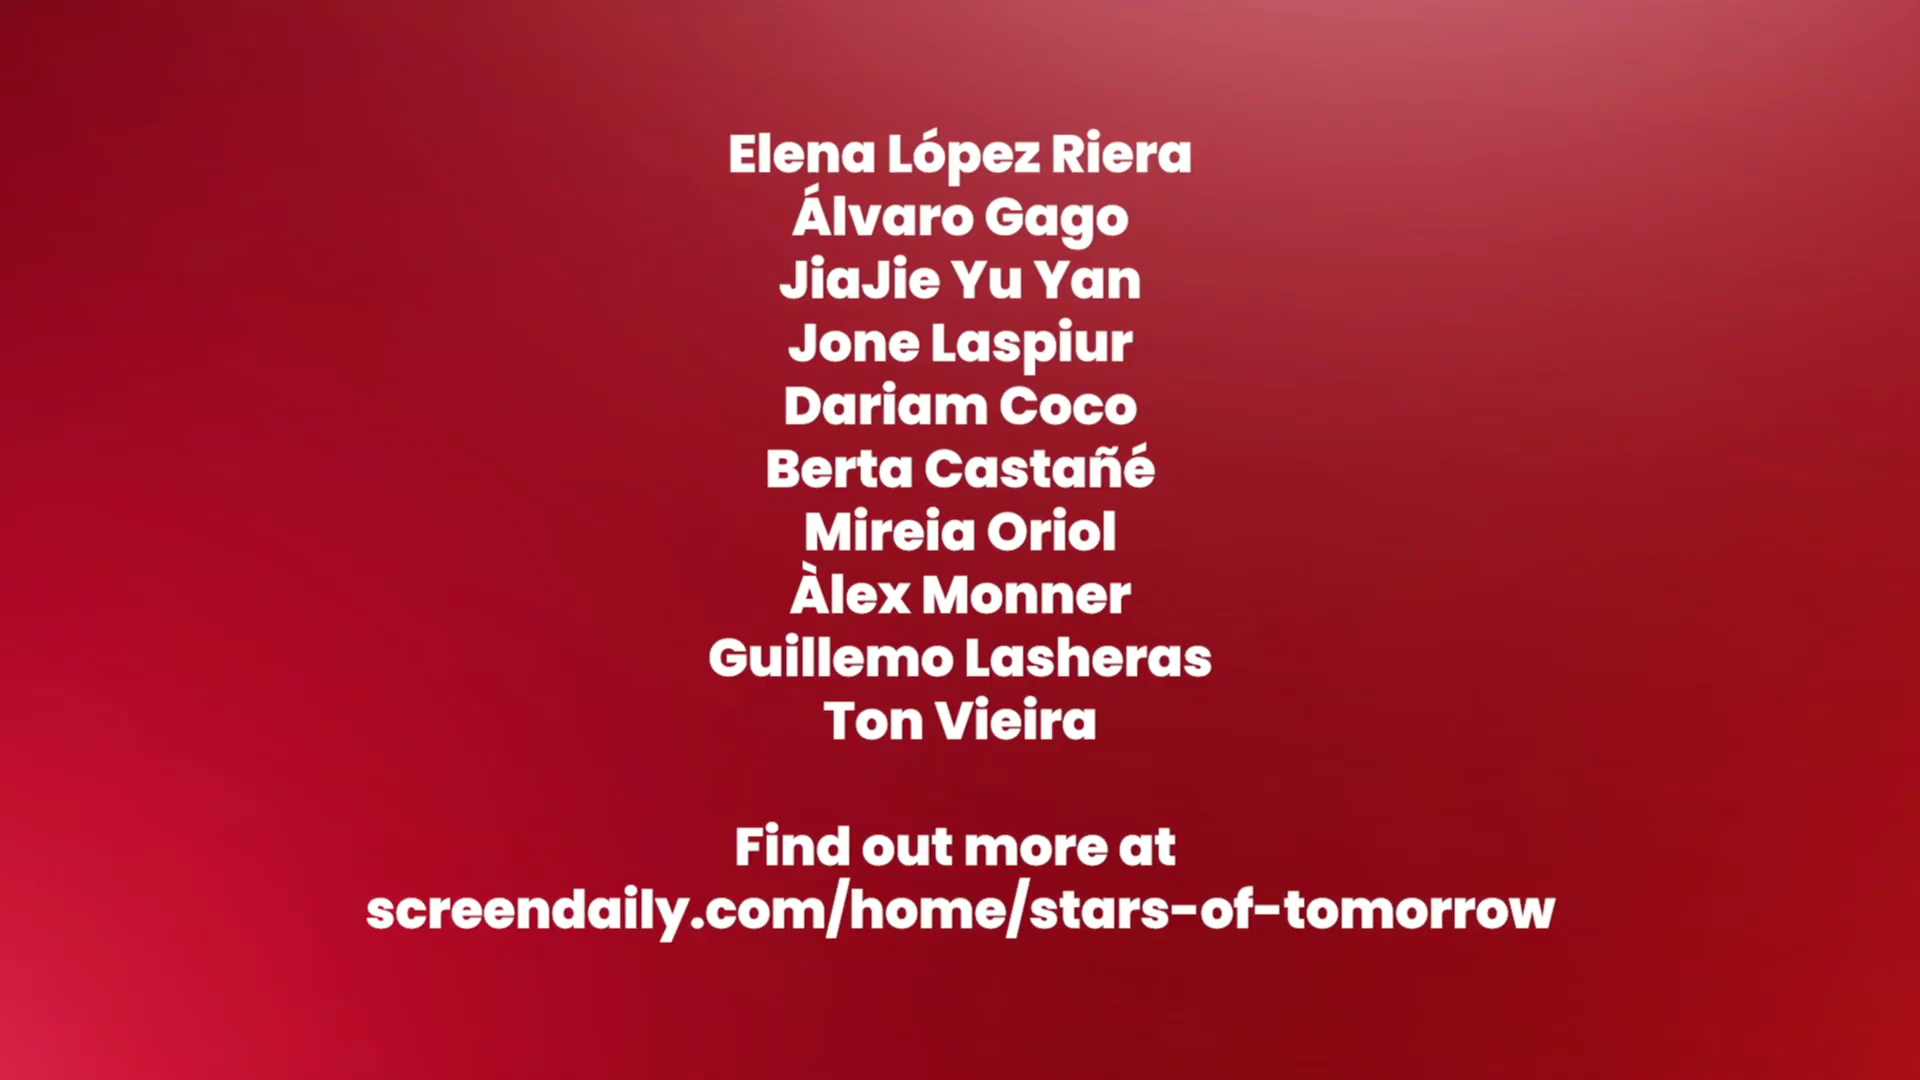 Elena López Riera
Álvaro Gago
JiaJie Yu Yan
Jone Laspiur
Dariam Coco
Berta Castañé
Mireia Oriol
Àlex Monner
Guillemo Lasheras
Ton Vieira
Find out more at
screendaily.com/home/stars-of-tomorrow